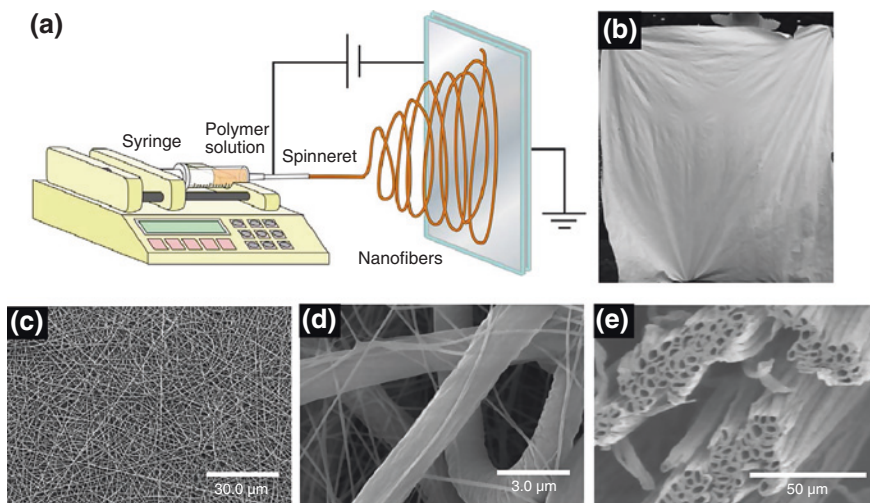 (a)
Syringe
Polymer
solution
Spinneret
Nanofibers
(b)
(c)
30.0 μm
(d)
3.0 μm
(e)
50 μm